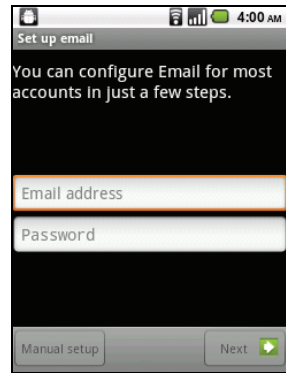 4:00 AM
Set up email
You can configure Email for most
accounts in just a few steps.
Email address
Password
Manual setup
Next